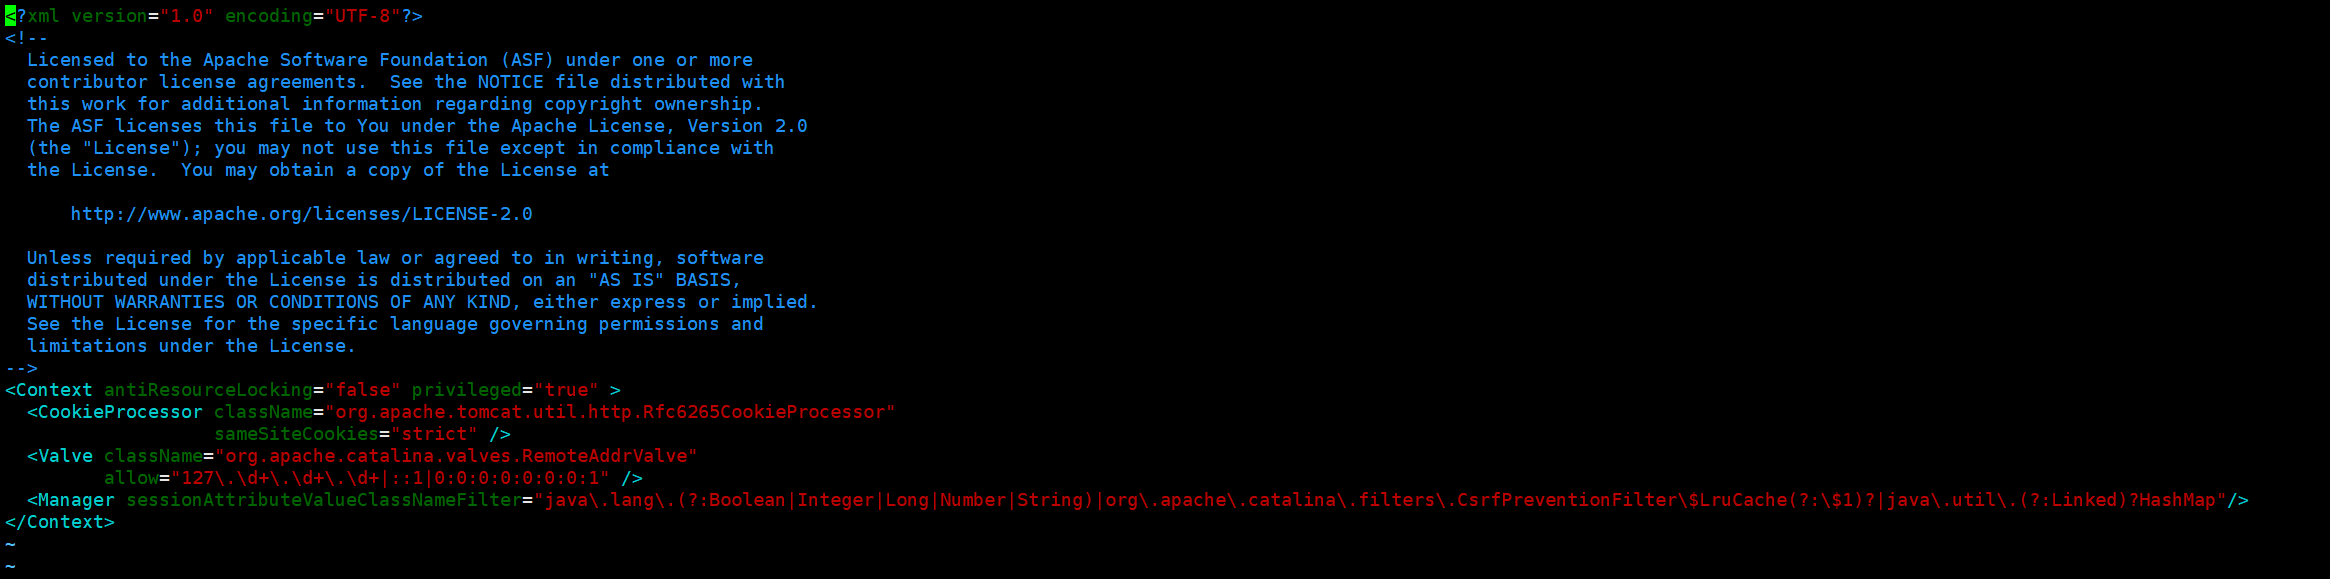 <?xml version="1.0" encoding="UTF-8"?>
<!--
  Licensed to the Apache Software Foundation (ASF) under one or more
  contributor license agreements.  See the NOTICE file distributed with
  this work for additional information regarding copyright ownership.
  The ASF licenses this file to You under the Apache License, Version 2.0
  (the "License"); you may not use this file except in compliance with
  the License.  You may obtain a copy of the License at

      http://www.apache.org/licenses/LICENSE-2.0

  Unless required by applicable law or agreed to in writing, software
  distributed under the License is distributed on an "AS IS" BASIS,
  WITHOUT WARRANTIES OR CONDITIONS OF ANY KIND, either express or implied.
  See the License for the specific language governing permissions and
  limitations under the License.
-->
<Context antiResourceLocking="false" privileged="true" >
  <CookieProcessor className="org.apache.tomcat.util.http.Rfc6265CookieProcessor"
                   sameSiteCookies="strict" />
  <Valve className="org.apache.catalina.valves.RemoteAddrValve"
         allow="127\.\d+\.\d+\.\d+|::1|0:0:0:0:0:0:0:1" />
  <Manager sessionAttributeValueClassNameFilter="java\.lang\.(?:Boolean|Integer|Long|Number|String)|org\.apache\.catalina\.filters\.CsrfPreventionFilter\$LruCache(?:\$1)?|java\.util\.(?:Linked)?HashMap"/>
</Context>
~
~